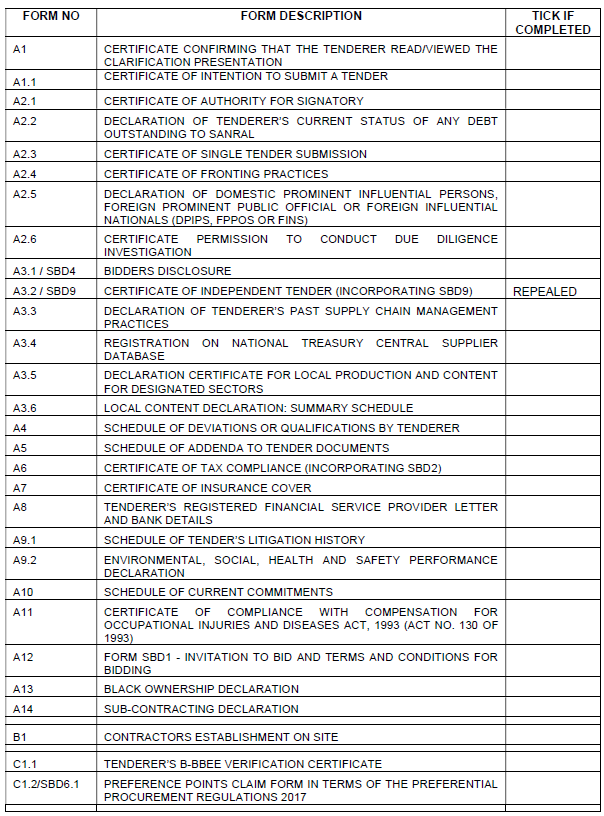 FORM NO FORM DESCRIPTION TICK IF
COMPLETED
A1 CERTIFICATE CONFIRMING THAT THE TENDERER READ/VIEWED THE
CLARIFICATION PRESENTATION
A1.1 CERTIFICATE OF INTENTION TO SUBMIT A TENDER
A2.1 CERTIFICATE OF AUTHORITY FOR SIGNATORY
A2.2 DECLARATION OF TENDERER'S CURRENT STATUS OF ANY DEBT
OUTSTANDING TO SANRAL
A2.3 CERTIFICATE OF SINGLE TENDER SUBMISSION
A2.4 CERTIFICATE OF FRONTING PRACTICES
A2.5 DECLARATION OF DOMESTIC PROMINENT INFLUENTIAL PERSONS,
FOREIGN PROMINENT PUBLIC OFFICIAL OR FOREIGN INFLUENTIAL
NATIONALS (DPIPS, FPPOS OR FINS)
A2.6 CERTIFICATE PERMISSION TO CONDUCT DUE DILIGENCE
INVESTIGATION
A3.1 / SBD4 BIDDERS DISCLOSURE
A3.2 / SBD9 CERTIFICATE OF INDEPENDENT TENDER (INCORPORATING SBD9) REPEALED
A3.3 DECLARATION OF TENDERER'S PAST SUPPLY CHAIN MANAGEMENT
PRACTICES
A3.4 REGISTRATION ON NATIONAL TREASURY CENTRAL SUPPLIER
DATABASE
A3.5 DECLARATION CERTIFICATE FOR LOCAL PRODUCTION AND CONTENT
FOR DESIGNATED SECTORS
A3.6 LOCAL CONTENT DECLARATION: SUMMARY SCHEDULE
A4 SCHEDULE OF DEVIATIONS OR QUALIFICATIONS BY TENDERER
A5 SCHEDULE OF ADDENDA TO TENDER DOCUMENTS
A6 CERTIFICATE OF TAX COMPLIANCE (INCORPORATING SBD2)
A7 CERTIFICATE OF INSURANCE COVER
A8 TENDERER'S REGISTERED FINANCIAL SERVICE PROVIDER LETTER
AND BANK DETAILS
A9.1 SCHEDULE OF TENDER'S LITIGATION HISTORY
A9.2 ENVIRONMENTAL, SOCIAL, HEALTH AND SAFETY PERFORMANCE
DECLARATION
A10 SCHEDULE OF CURRENT COMMITMENTS
A11 CERTIFICATE OF COMPLIANCE WITH COMPENSATION FOR
OCCUPATIONAL INJURIES AND DISEASES ACT, 1993 (ACT NO. 130 OF
1993)
A12 FORM SBD1 - INVITATION TO BID AND TERMS AND CONDITIONS FOR
BIDDING
A13 BLACK OWNERSHIP DECLARATION
A14 SUB-CONTRACTING DECLARATION
B1 CONTRACTORS ESTABLISHMENT ON SITE
C1.1 TENDERER'S B-BBEE VERIFICATION CERTIFICATE
C1.2/SBD6.1 PREFERENCE POINTS CLAIM FORM IN TERMS OF THE PREFERENTIAL
PROCUREMENT REGULATIONS 2017